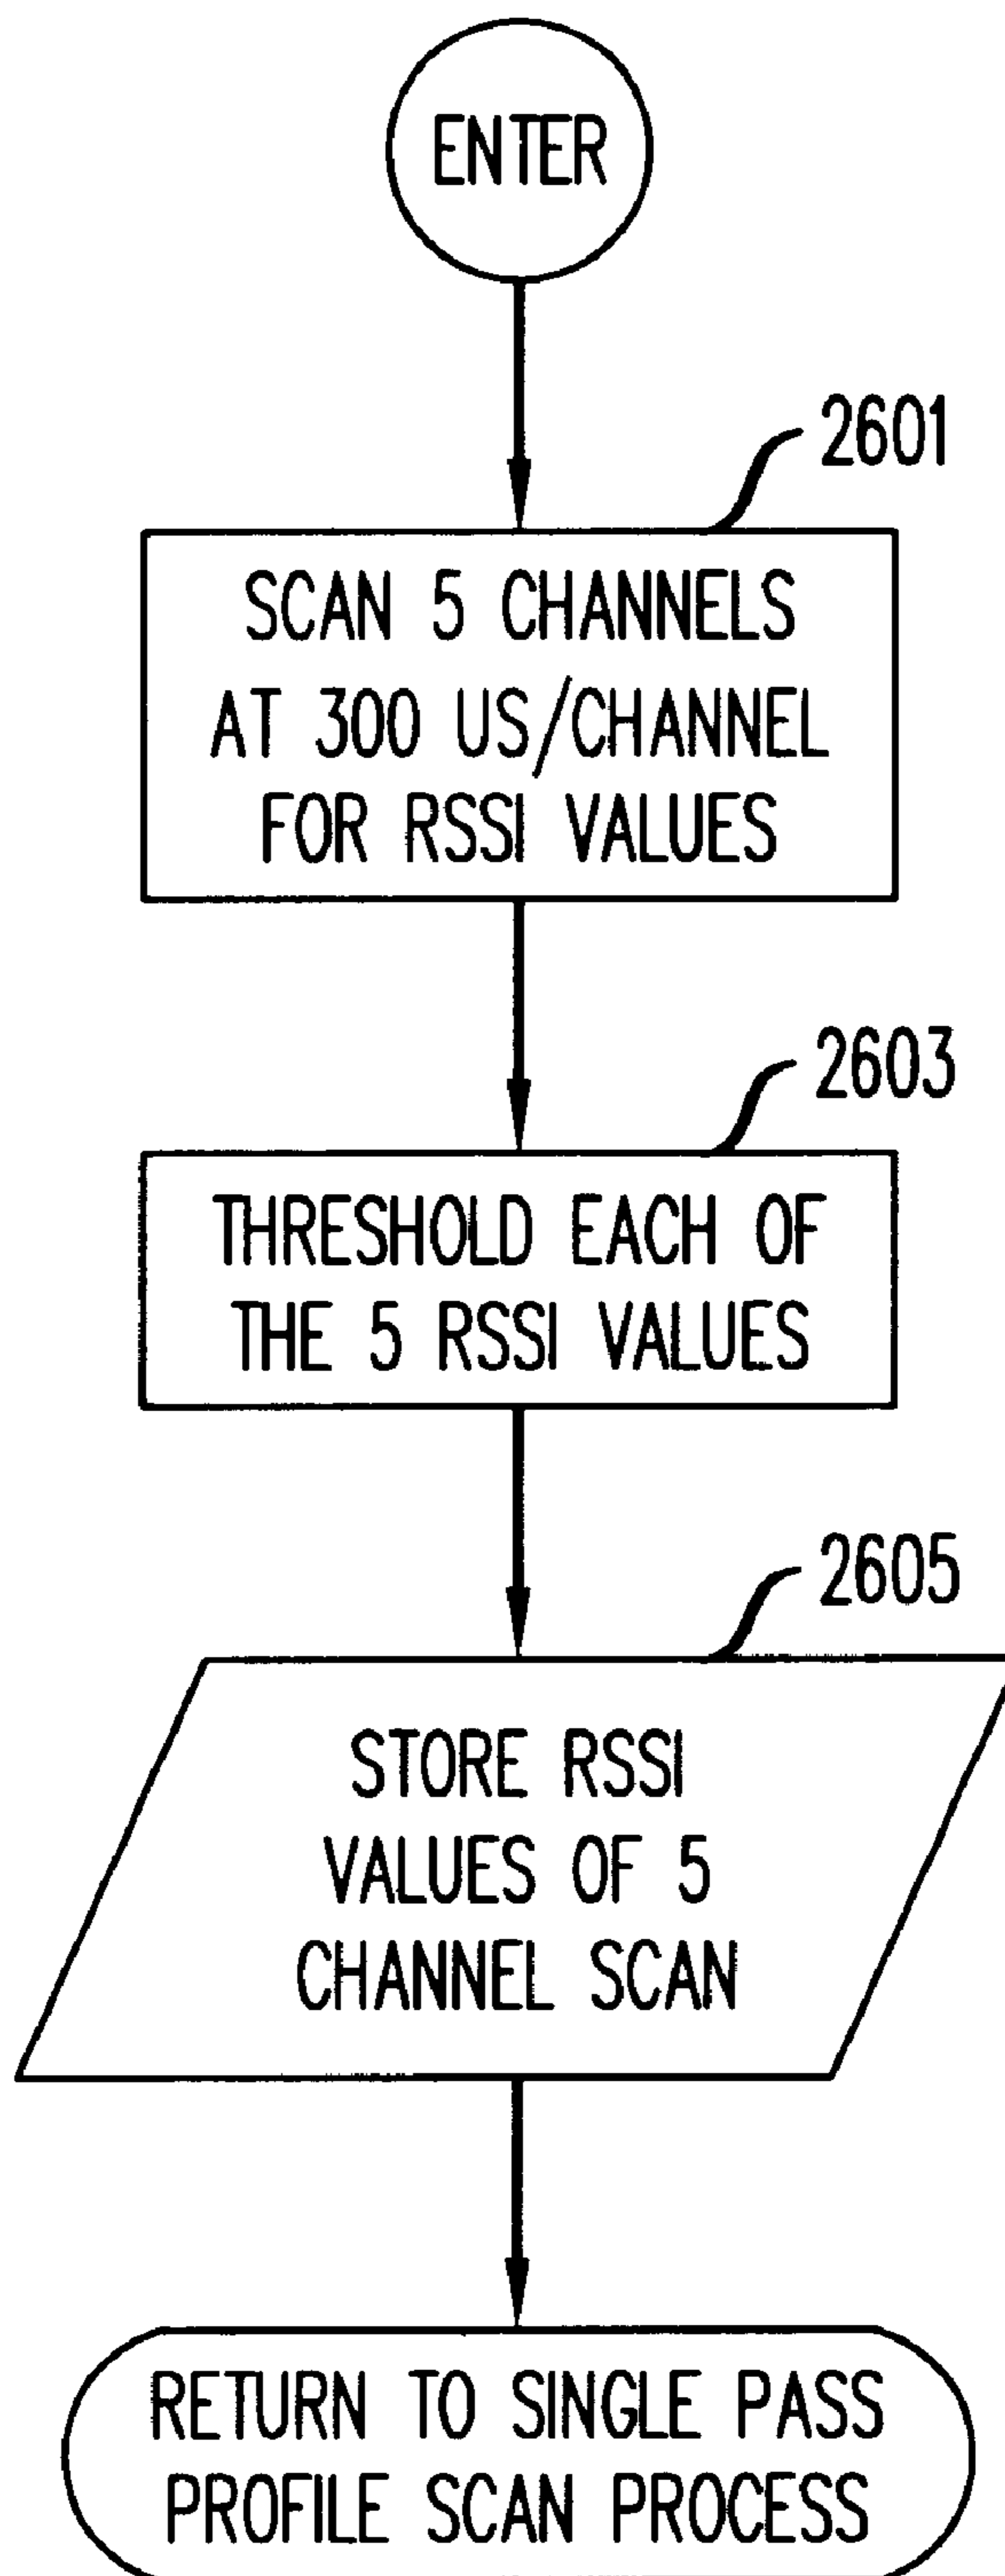 ENTER
2601
SCAN 5 CHANNELS
AT 300 US/CHANNEL
FOR RSSI VALUES
2603
THRESHOLD EACH OF
THE 5 RSSI VALUES
2605
STORE RSSI
VALUES OF 5
CHANNEL SCAN
RETURN TO SINGLE PASS
PROFILE SCAN PROCESS